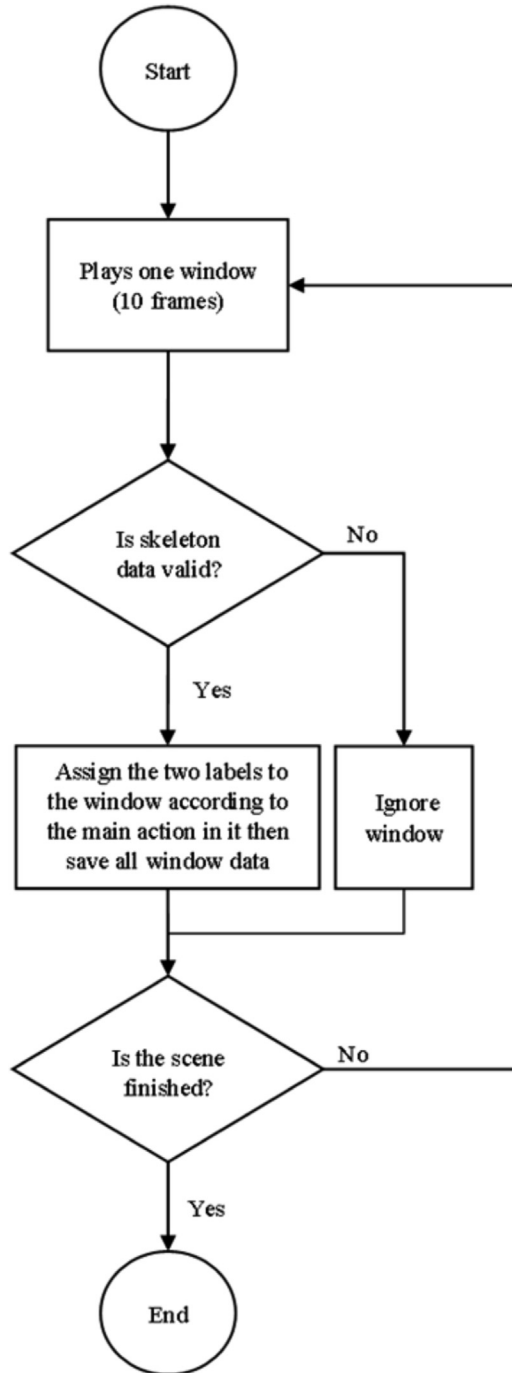 Start
Plays one window
(10 frames)
Is skeleton
data valid?
No
Yes
Assign the two labels to
the window according to
the main action in it then
save all window data
Ignore
window
Is the scene
finished?
No
Yes
End